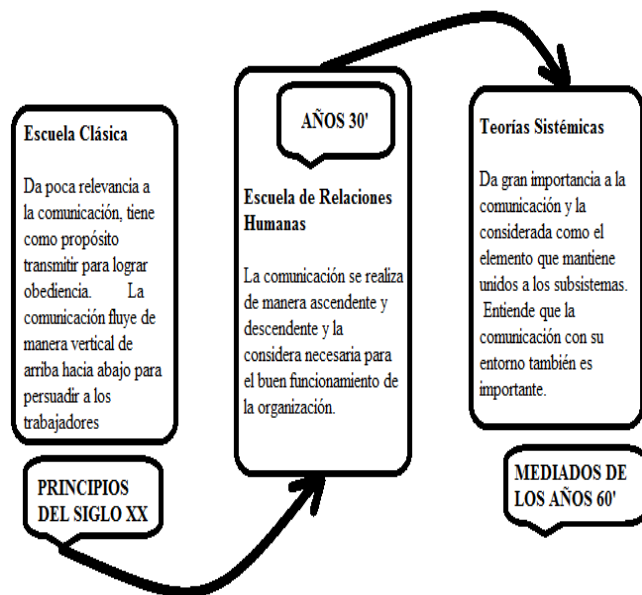 Escuela Clásica
Da poca relevancia a
la comunicación, tiene
como propósito
transmitir para lograr
obediencia. La
comunicación fluye de
manera vertical de
arriba hacia abajo para
persuadir a los
trabajadores
PRINCIPIOS
DEL SIGLO XX
AÑOS 30'
Escuela de Relaciones
Humanas
La comunicación se realiza
de manera ascendente y
descendente y la
considera necesaria para
el buen funcionamiento de
la organización.
Teorías Sistémicas
Da gran importancia a la
comunicación y la
considerada como el
elemento que mantiene
unidos a los subsistemas.
Entiende que la
comunicación con su
entorno también es
importante.
MEDIADOS DE
LOS AÑOS 60'